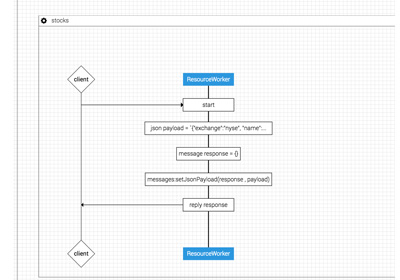 stocks
client
ResourceWorker
start
json payload = `{"exchange":"nyse", "name":...
message response = {}
messages:setJsonPayload(response ,payload)
reply response
client
ResourceWorker